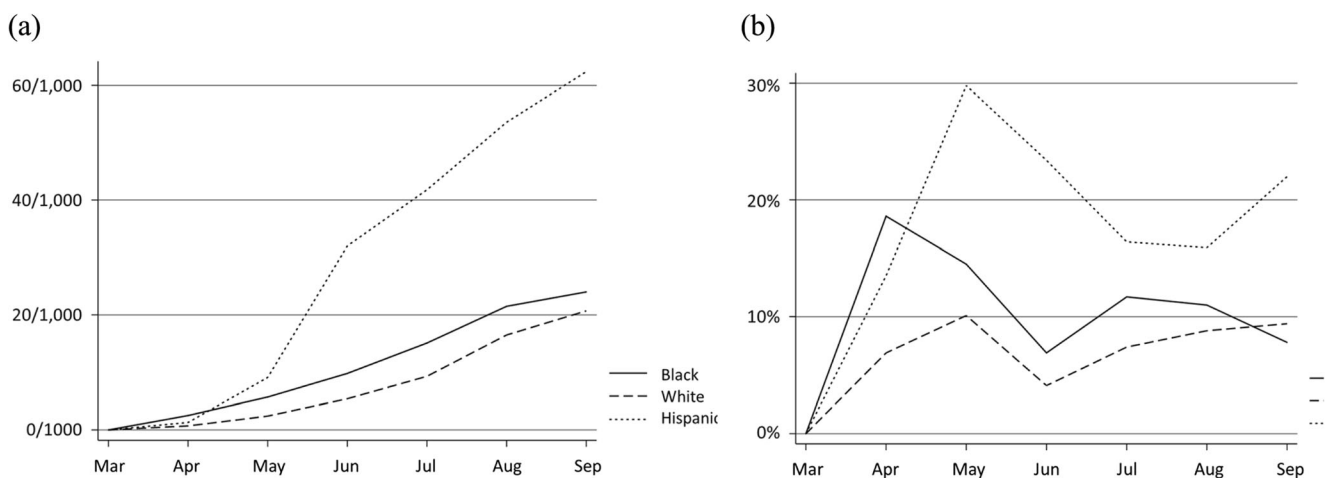 (a)
60/1,000
40/1,000
20/1,000
0/1000
Mar Apr May Jun Jul Aug Sep
Black
White
Hispanic
(b)
30%
20%
10%
0%
Mar Apr May Jun Jul Aug Sep